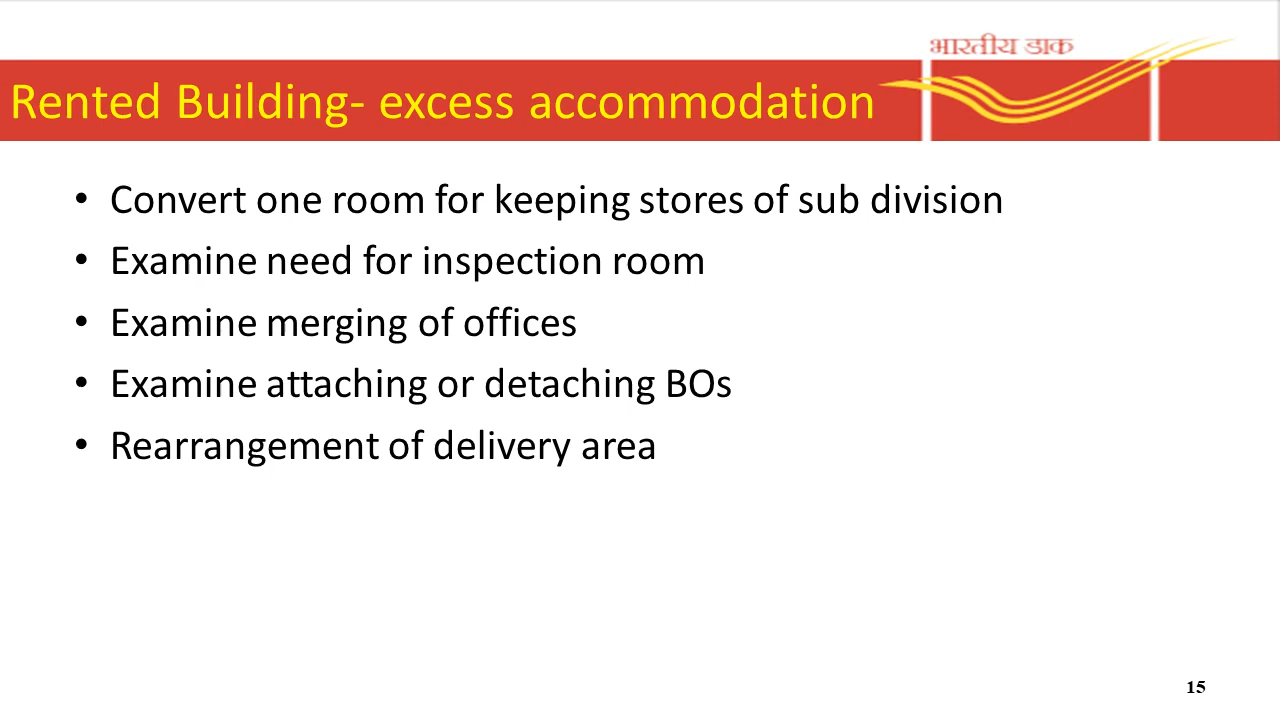 भारतीय डाक
Rented Building- excess accommodation
• Convert one room for keeping stores of sub division
• Examine need for inspection room
• Examine merging of offices
• Examine attaching or detaching BOs
• Rearrangement of delivery area
15